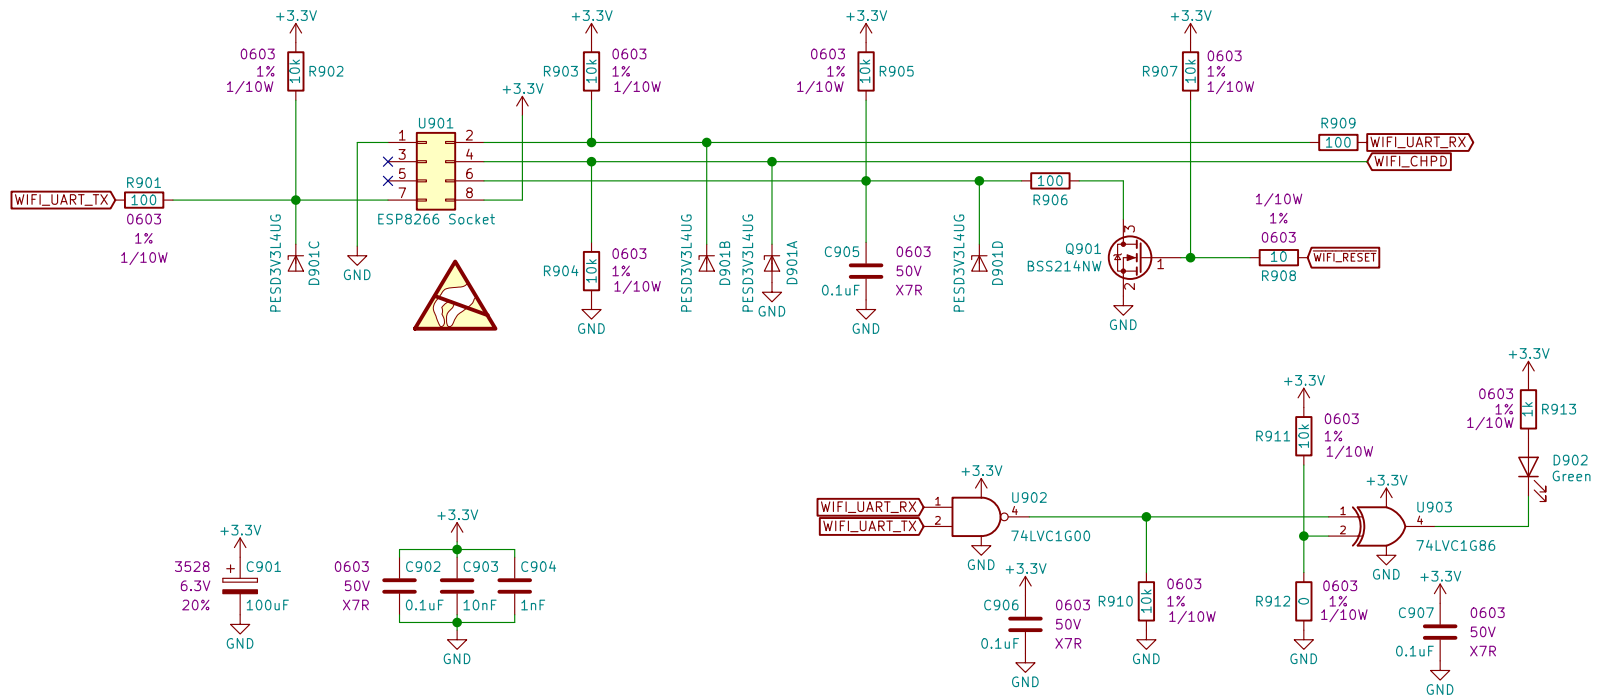 +3.3V
+3.3V
+3.3V
+3.3V
0603
1%
1/10W
10k
R902
R903
10k
0603
1%
1/10W
0603
1%
1/10W
10k
R905
R907
10k
0603
1%
1/10W
+3.3V
U901
1
2
3
4
5
6
7
8
ESP8266 Socket
R909
100
WIFI_UART_RX
WIFI_CHPD
WIFI_UART_TX
R901
100
0603
1%
1/10W
PESD3V3L4UG
D901C
GND
R904
10k
0603
1%
1/10W
GND
PESD3V3L4UG
D901B
PESD3V3L4UG
D901A
GND
C905
0.1uF
0603
50V
X7R
GND
PESD3V3L4UG
D901D
100
R906
Q901
BSS214NW
3
1
2
GND
1/10W
1%
0603
10
R908
WIFI_RESET
+3.3V
3528
6.3V
20%
+
C901
100uF
GND
+3.3V
0603
50V
X7R
C902
0.1uF
C903
10nF
C904
1nF
GND
WIFI_UART_RX
WIFI_UART_TX
1
2
+3.3V
U902
4
74LVC1G00
GND
+3.3V
C906
0.1uF
0603
50V
X7R
GND
R910
10k
0603
1%
1/10W
GND
+3.3V
R911
10k
0603
1%
1/10W
R912
0
0603
1%
1/10W
GND
+3.3V
1
2
U903
4
74LVC1G86
GND
+3.3V
0603
1%
1/10W
1k
R913
D902
Green
+3.3V
C907
0.1uF
0603
50V
X7R
GND